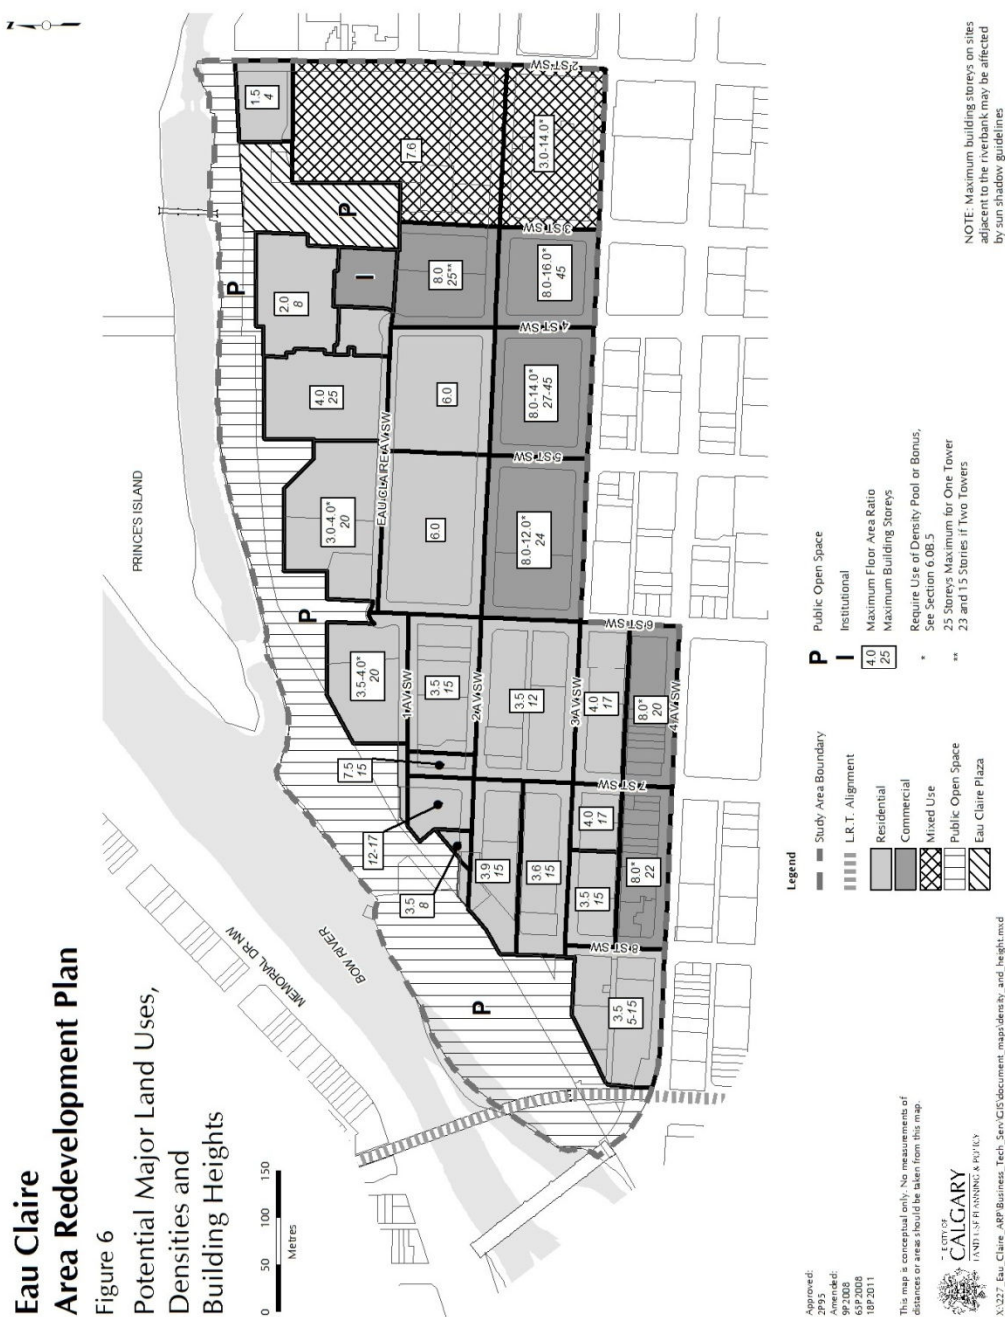 Eau Claire
Area Redevelopment Plan
Figure 6
Potential Major Land Uses,
Densities and
Building Heights
0 50 100 150
Metres
N
PRINCE'S ISLAND
MEMORIAL DR NW
BOW RIVER
P
P
P
P
I
1.5
4
7.6
3.0-14.0*
2.0
8
8.0
25**
8.0-16.0*
45
4.0
25
6.0
8.0-14.0*
27-45
3.0-4.0*
20
6.0
8.0-12.0*
24
3.5-4.0*
20
3.5
15
3.5
12
4.0
17
8.0*
20
7.5
15
12-17
3.5
8
3.9
15
3.6
15
4.0
17
3.5
15
8.0*
22
3.5
5-15
EAU CLAIRE AV SW
1 AV SW
2 AV SW
3 AV SW
4 AV SW
2 ST SW
3 ST SW
4 ST SW
5 ST SW
6 ST SW
7 ST SW
8 ST SW
Legend
Study Area Boundary
L.R.T. Alignment
Residential
Commercial
Mixed Use
Public Open Space
Eau Claire Plaza
P Public Open Space
I Institutional
4.0 Maximum Floor Area Ratio
25 Maximum Building Storeys
* Require Use of Density Pool or Bonus,
See Section 6.0B.5
** 25 Storeys Maximum for One Tower
23 and 15 Stories if Two Towers
NOTE: Maximum building storeys on sites
adjacent to the riverbank may be affected
by sun shadow guidelines
Approved:
2P95
Amended:
9P2008
65P2008
18P2011
This map is conceptual only. No measurements of
distances or areas should be taken from this map.
THE CITY OF
CALGARY
LAND USE PLANNING & POLICY
X:\227_Eau_Claire_ARP\Business_Tech_Serv\GIS\document_maps\density_and_height.mxd